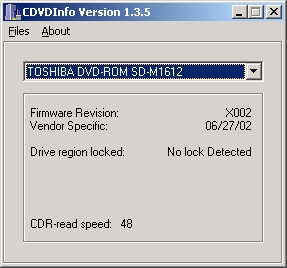 CDVDInfo Version 1.3.5
Files About
TOSHIBA DVD-ROM SD-M1612
Firmware Revision: X002
Vendor Specific: 06/27/02
Drive region locked: No lock Detected
CDR-read speed: 48